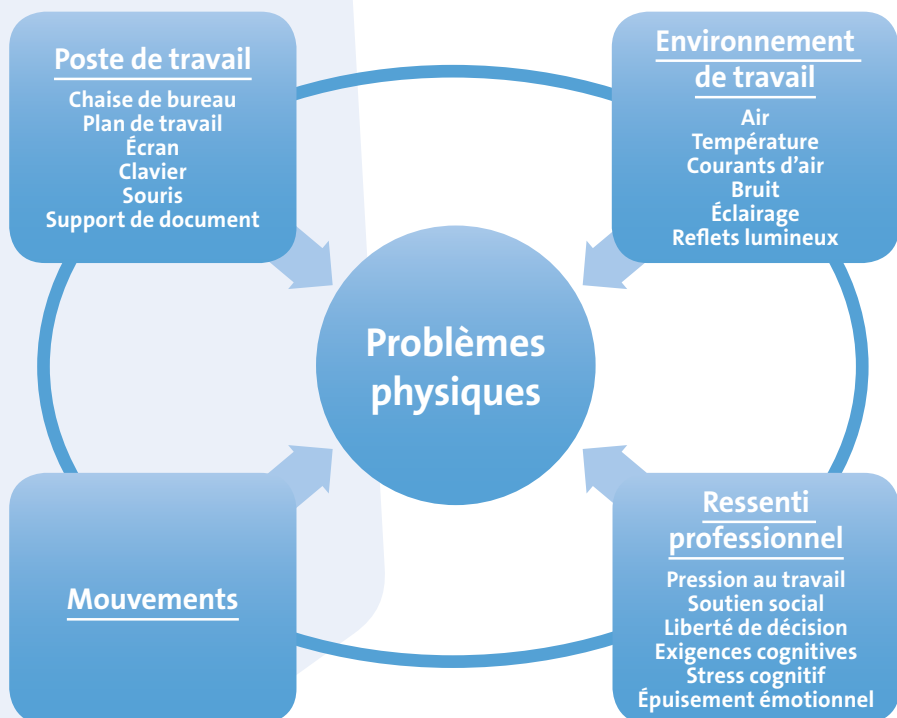 Poste de travail
Chaise de bureau
Plan de travail
Écran
Clavier
Souris
Support de document
Environnement
de travail
Air
Température
Courants d'air
Bruit
Éclairage
Reflets lumineux
Problèmes
physiques
Mouvements
Ressenti
professionnel
Pression au travail
Soutien social
Liberté de décision
Exigences cognitives
Stress cognitif
Épuisement émotionnel